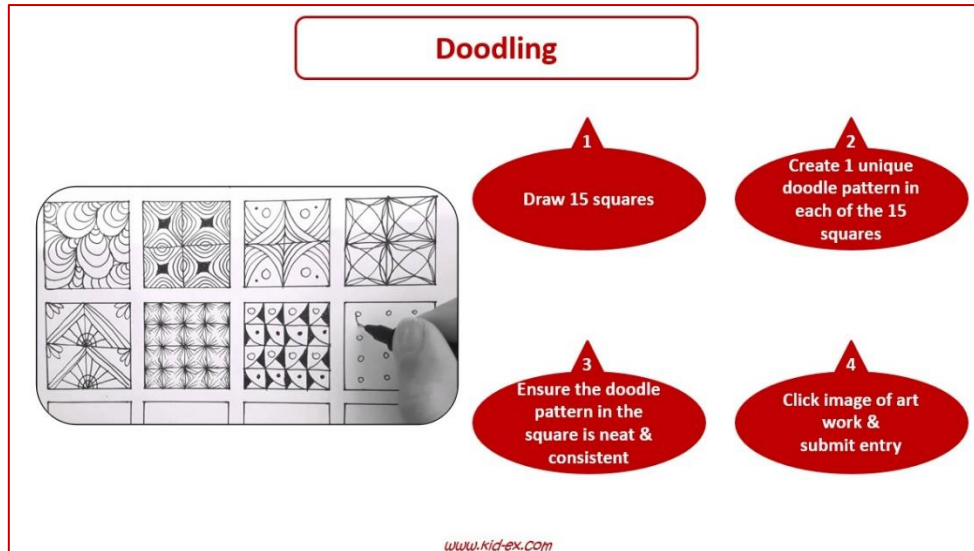 Doodling
1
Draw 15 squares
2
Create 1 unique
doodle pattern in
each of the 15
squares
3
Ensure the doodle
pattern in the
square is neat &
consistent
4
Click image of art
work &
submit entry
www.kid-ex.com